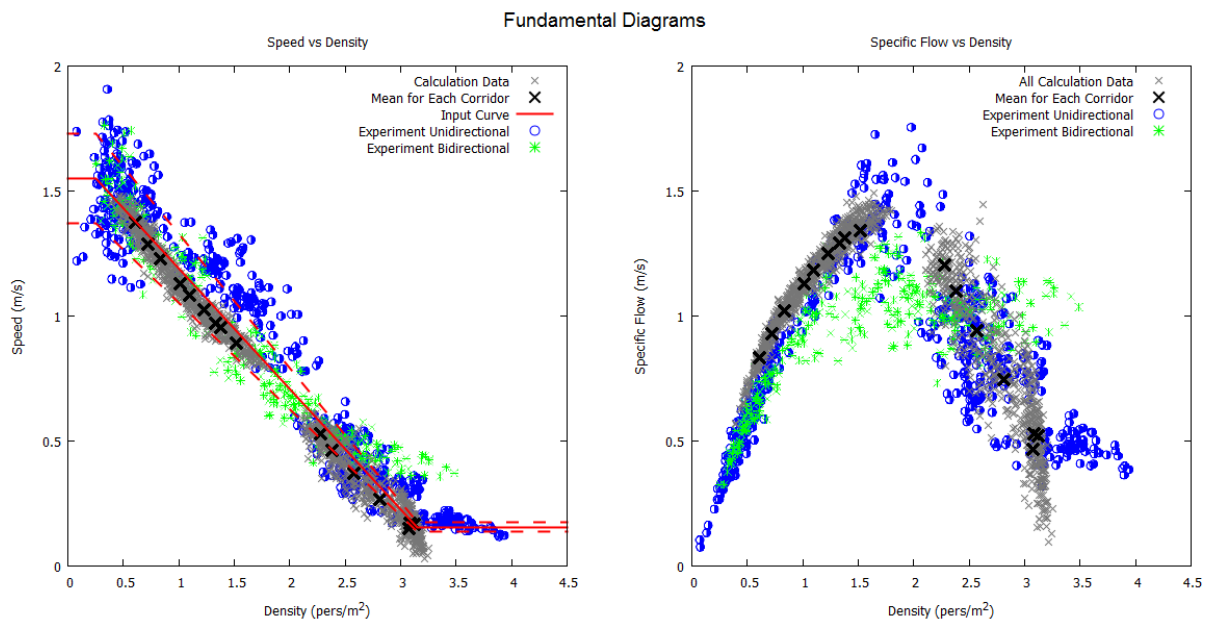 Fundamental Diagrams
Speed vs Density
2
1.5
1
0.5
0
Speed (m/s)
Calculation Data
Mean for Each Corridor
Input Curve
Experiment Unidirectional
Experiment Bidirectional
0 0.5 1 1.5 2 2.5 3 3.5 4 4.5
Density (pers/m²)
Specific Flow vs Density
2
1.5
1
0.5
0
Specific Flow (m/s)
All Calculation Data
Mean for Each Corridor
Experiment Unidirectional
Experiment Bidirectional
0 0.5 1 1.5 2 2.5 3 3.5 4 4.5
Density (pers/m²)